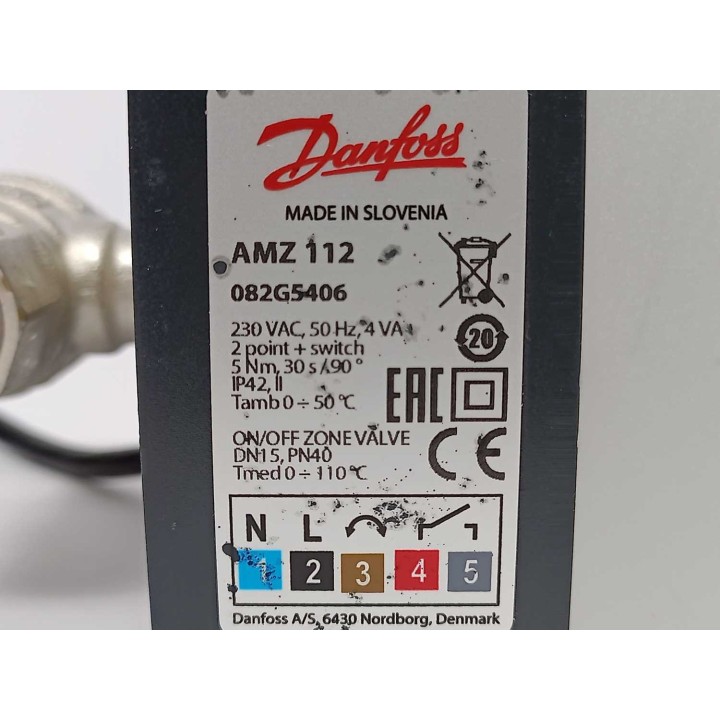 Danfoss
MADE IN SLOVENIA
AMZ 112
082G5406
230 VAC, 50 Hz, 4 VA
2 point + switch
5 Nm, 30 s / 90°
IP42, II
Tamb 0 ÷ 50 °C
20
EAC
ON/OFF ZONE VALVE
DN15, PN40
Tmed 0 ÷ 110 °C
CE
N L
1 2 3 4 5
Danfoss A/S, 6430 Nordborg, Denmark